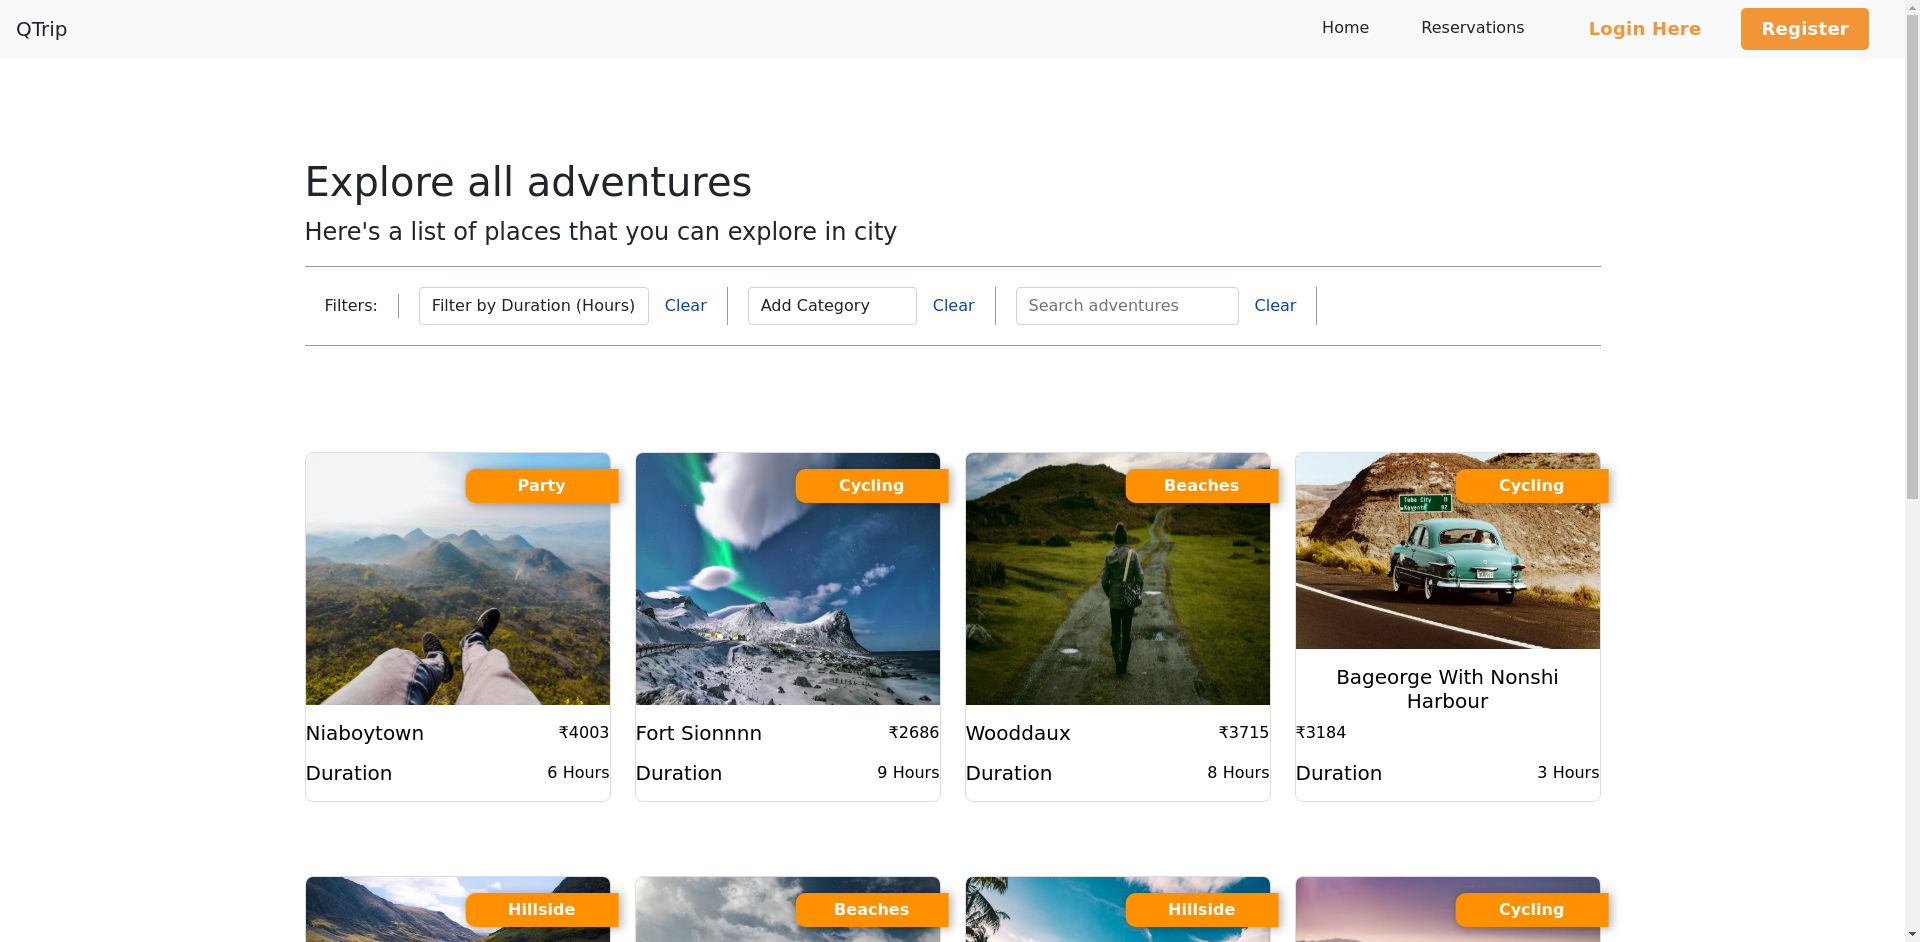 QTrip
Home
Reservations
Login Here
Register
Explore all adventures
Here's a list of places that you can explore in city
Filters:
Filter by Duration (Hours)
Clear
Add Category
Clear
Search adventures
Clear
Party
Cycling
Beaches
Cycling
Tuba City 11
Kayenta 82
Niaboytown ₹4003
Duration 6 Hours
Fort Sionnnn ₹2686
Duration 9 Hours
Wooddaux ₹3715
Duration 8 Hours
Bageorge With Nonshi
Harbour
₹3184
Duration 3 Hours
Hillside
Beaches
Hillside
Cycling